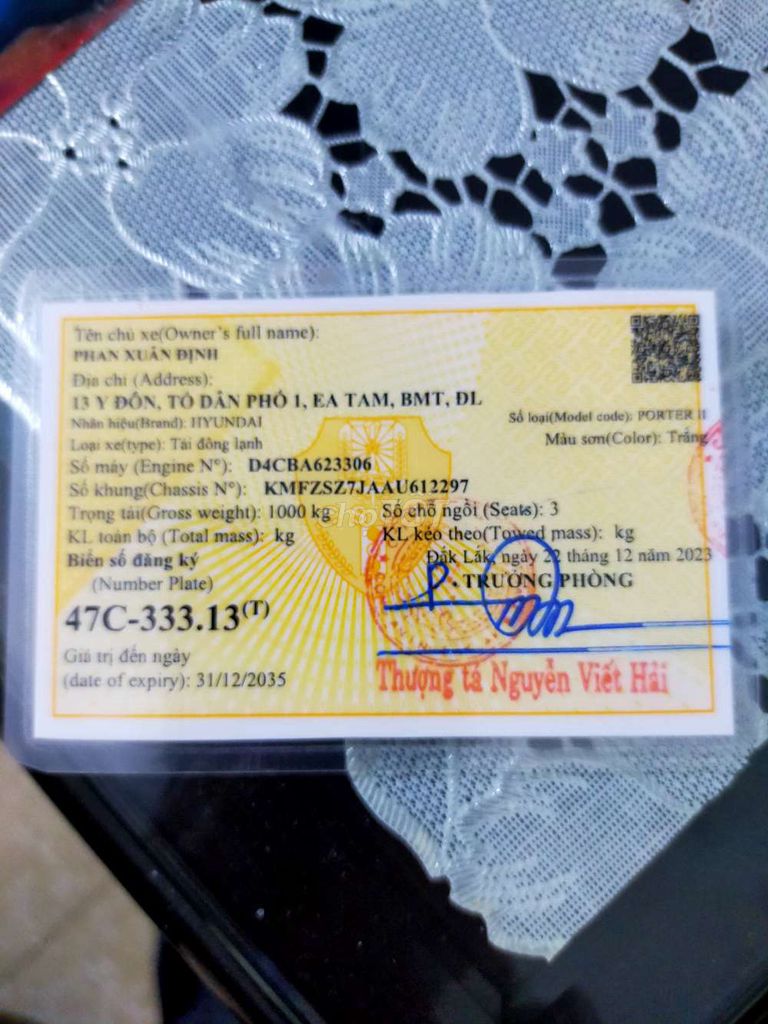 Tên chủ xe(Owner's full name):
PHAN XUÂN ĐỊNH
Địa chỉ (Address):
13 Y ĐÔN, TỔ DÂN PHỐ 1, EA TAM, BMT, ĐL
Nhãn hiệu(Brand): HYUNDAI Số loại(Model code): PORTER II
Loại xe(type): Tải đông lạnh Màu sơn(Color): Trắng
Số máy (Engine N°): D4CBA623306
Số khung(Chassis N°): KMFZSZ7JAAU612297
Trọng tải(Gross weight): 1000 kg Số chỗ ngồi (Seats): 3
KL toàn bộ (Total mass): kg KL kéo theo(Towed mass): kg
Biển số đăng ký Đắk Lắk, ngày 22 tháng 12 năm 2023
(Number Plate) P. TRƯỞNG PHÒNG
47C-333.13(T)
Giá trị đến ngày
(date of expiry): 31/12/2035
Thượng tá Nguyễn Viết Hải
chợTỐT